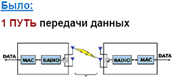 Было:
1 ПУТЬ передачи данных
DATA MAC RADIO RADIO MAC DATA